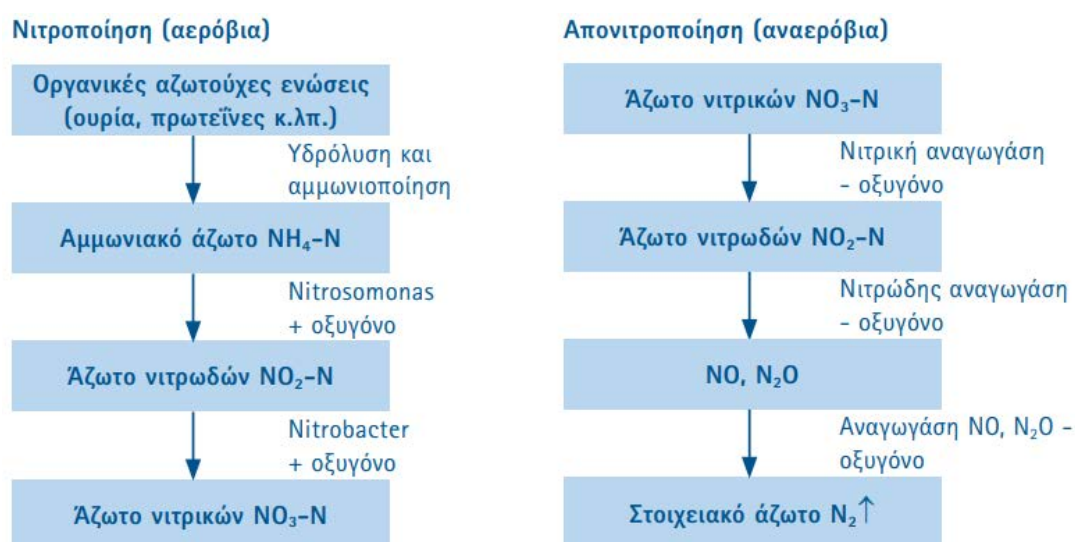 Νιτροποίηση (αερόβια)
Οργανικές αζωτούχες ενώσεις
(ουρία, πρωτεΐνες κ.λπ.)
Υδρόλυση και
αμμωνιοποίηση
Αμμωνιακό άζωτο NH₄-N
Nitrosomonas
+ οξυγόνο
Άζωτο νιτρωδών NO₂-N
Nitrobacter
+ οξυγόνο
Άζωτο νιτρικών NO₃-N
Απονιτροποίηση (αναερόβια)
Άζωτο νιτρικών NO₃-N
Νιτρική αναγωγάση
- οξυγόνο
Άζωτο νιτρωδών NO₂-N
Νιτρώδης αναγωγάση
- οξυγόνο
NO, N₂O
Αναγωγάση NO, N₂O -
οξυγόνο
Στοιχειακό άζωτο N₂↑